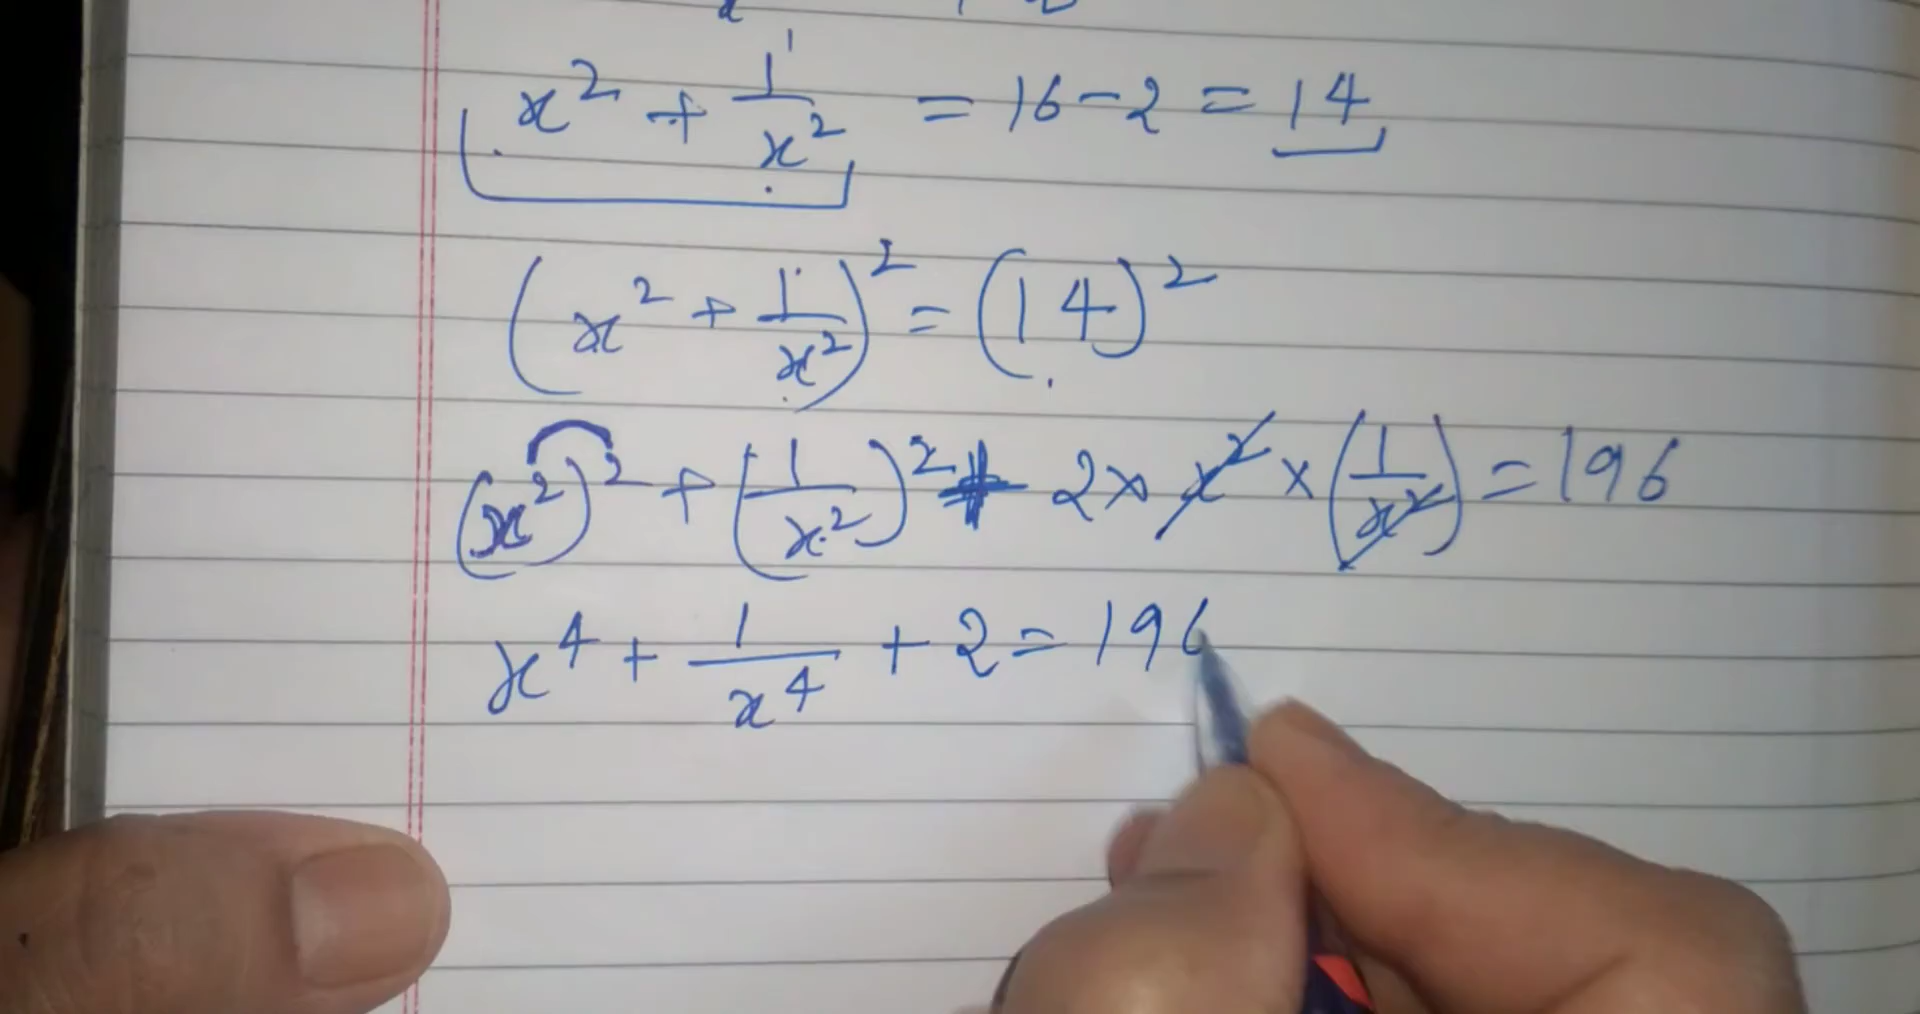 x² + 1/x² = 16 - 2 = 14
(x² + 1/x²)² = (14)²
(x²)² + (1/x²)² + 2 × x² × (1/x²) = 196
x⁴ + 1/x⁴ + 2 = 196